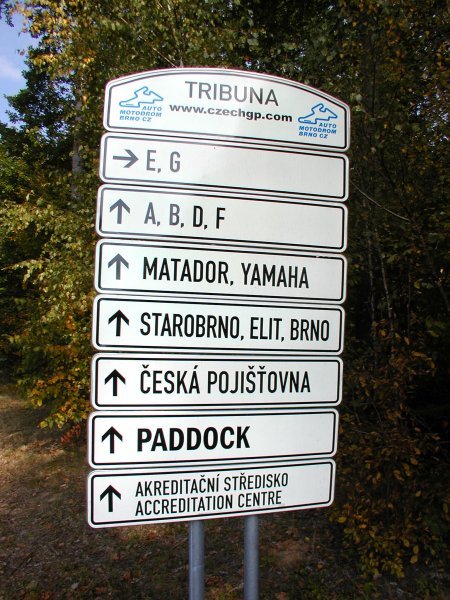 TRIBUNA
www.czechgp.com
AUTO
MOTODROM
BRNO CZ
AUTO
MOTODROM
BRNO CZ
→ E, G
↑ A, B, D, F
↑ MATADOR, YAMAHA
↑ STAROBRNO, ELIT, BRNO
↑ ČESKÁ POJIŠŤOVNA
↑ PADDOCK
↑ AKREDITAČNÍ STŘEDISKO
ACCREDITATION CENTRE